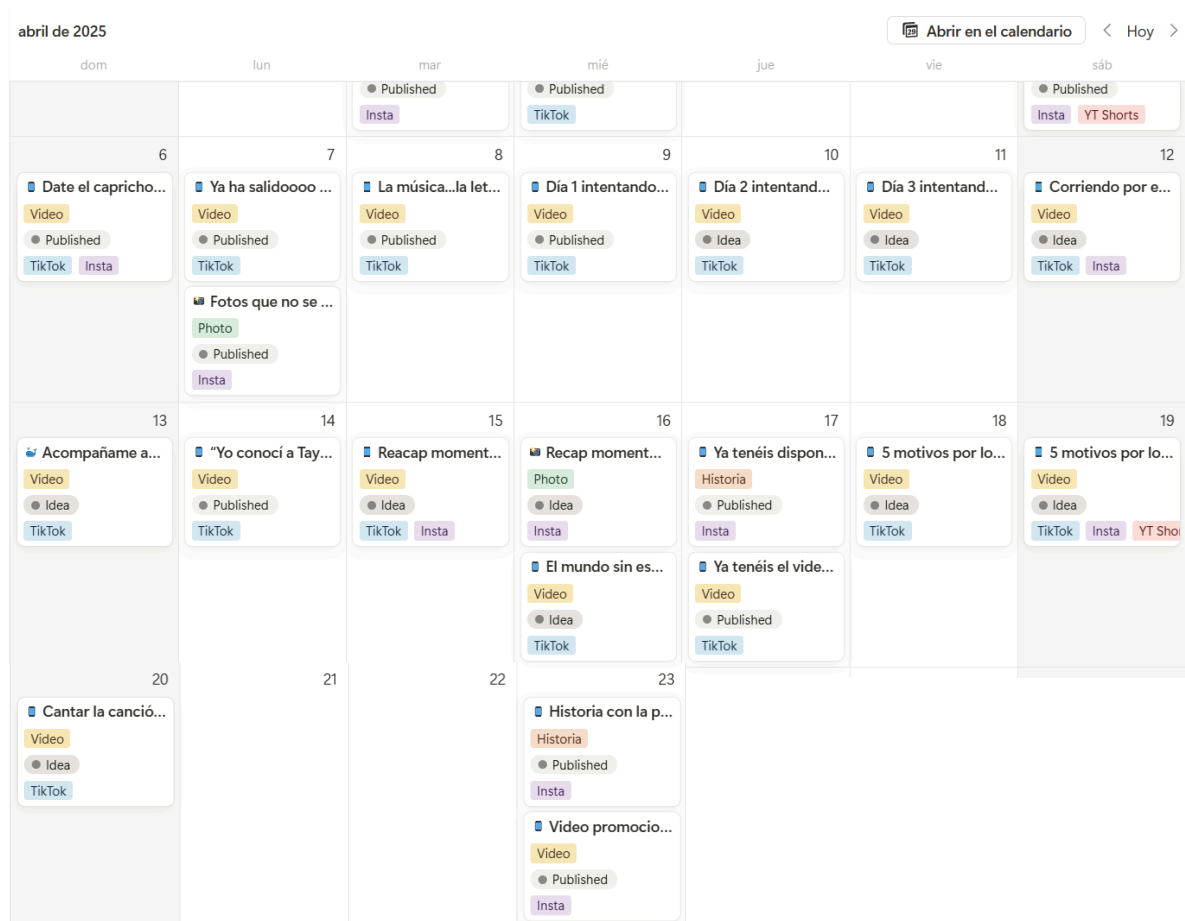 abril de 2025
Abrir en el calendario
Hoy
dom lun mar mié jue vie sáb
Published Published Published
Insta TikTok Insta YT Shorts
6 7 8 9 10 11 12
Date el capricho... Ya ha salidoooo ... La música...la let... Día 1 intentando... Día 2 intentand... Día 3 intentand... Corriendo por e...
Video Video Video Video Video Video Video
Published Published Published Published Idea Idea Idea
TikTok Insta TikTok TikTok TikTok TikTok TikTok TikTok Insta
Fotos que no se ...
Photo
Published
Insta
13 14 15 16 17 18 19
Acompañame a... “Yo conocí a Tay... Reacap moment... Recap moment... Ya tenéis dispon... 5 motivos por lo... 5 motivos por lo...
Video Video Video Photo Historia Video Video
Idea Published Idea Idea Published Idea Idea
TikTok TikTok TikTok Insta Insta Insta TikTok TikTok Insta YT Sho
El mundo sin es... Ya tenéis el vide...
Video Video
Idea Published
TikTok TikTok
20 21 22 23
Cantar la canció... Historia con la p...
Video Historia
Idea Published
TikTok Insta
Video promocio...
Video
Published
Insta